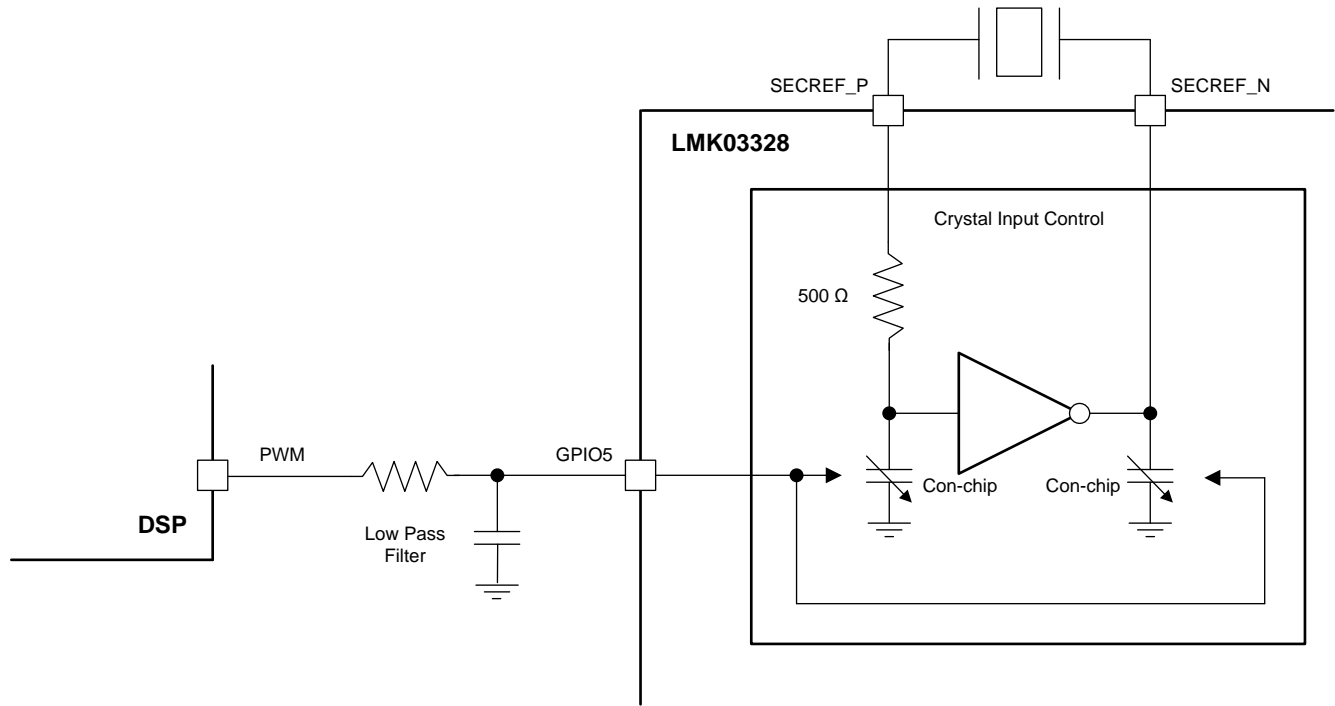 SECREF_P
SECREF_N
LMK03328
Crystal Input Control
500 Ω
PWM
GPIO5
Con-chip
Con-chip
DSP
Low Pass
Filter